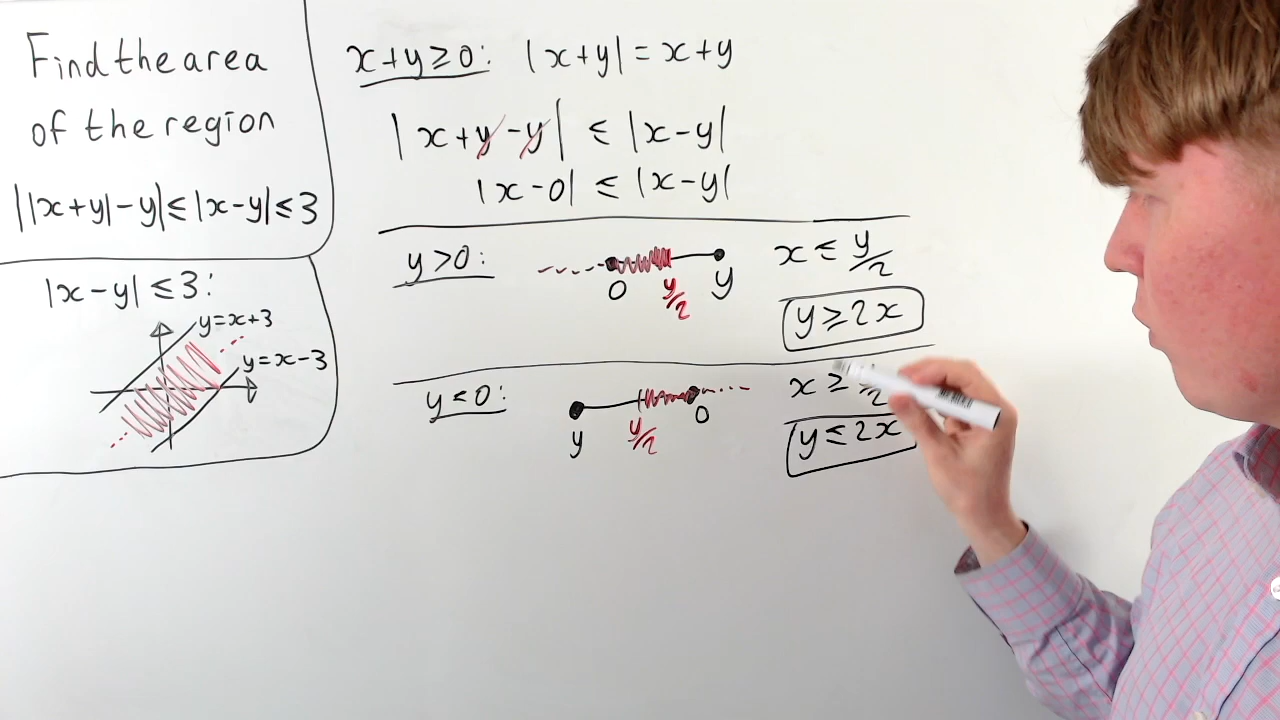 Find the area
of the region
||x+y|-y|≤|x-y|≤3
|x-y|≤3:
y=x+3
y=x-3
x+y≥0: |x+y|=x+y
|x+y-y| ≤ |x-y|
|x-0| ≤ |x-y|
y>0:
0 y/2 y
x ≤ y/2
y≥2x
y<0:
y y/2 0
x ≥
y≤2x